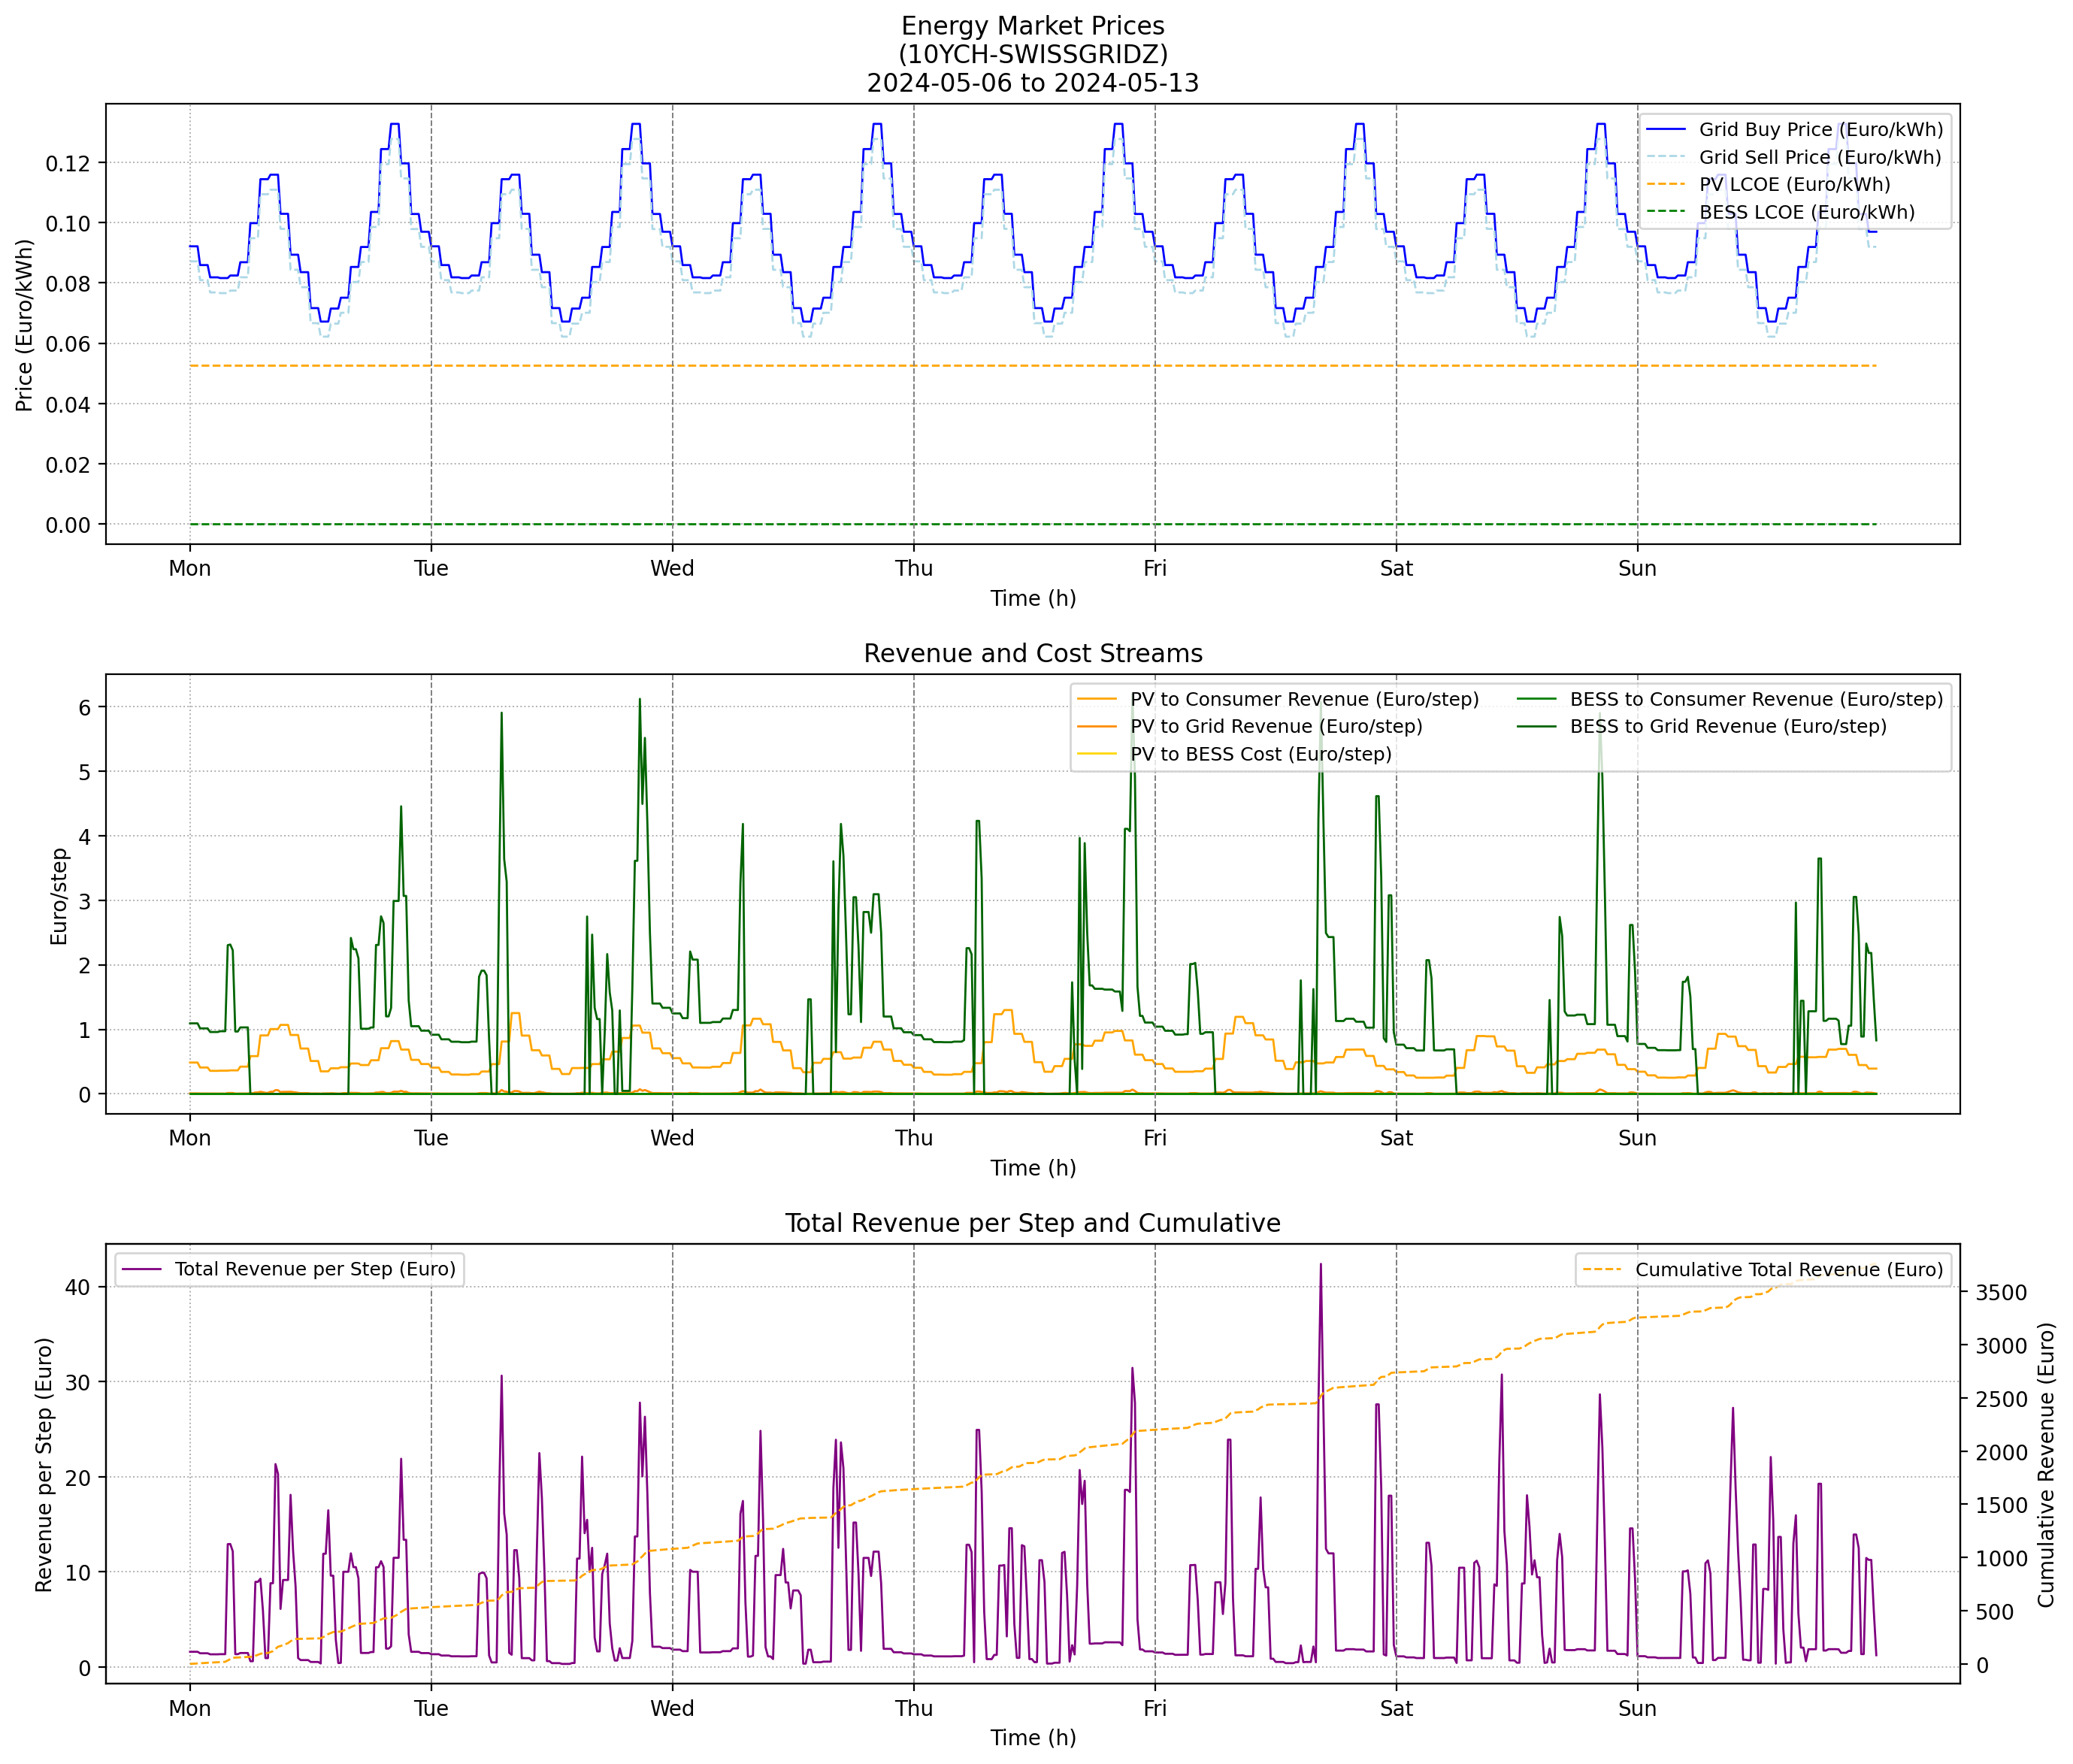 Energy Market Prices
(10YCH-SWISSGRIDZ)
2024-05-06 to 2024-05-13
Price (Euro/kWh)
0.12
0.10
0.08
0.06
0.04
0.02
0.00
Grid Buy Price (Euro/kWh)
Grid Sell Price (Euro/kWh)
PV LCOE (Euro/kWh)
BESS LCOE (Euro/kWh)
Mon Tue Wed Thu Fri Sat Sun
Time (h)
Revenue and Cost Streams
Euro/step
6
5
4
3
2
1
0
PV to Consumer Revenue (Euro/step)
PV to Grid Revenue (Euro/step)
PV to BESS Cost (Euro/step)
BESS to Consumer Revenue (Euro/step)
BESS to Grid Revenue (Euro/step)
Mon Tue Wed Thu Fri Sat Sun
Time (h)
Total Revenue per Step and Cumulative
Revenue per Step (Euro)
40
30
20
10
0
Total Revenue per Step (Euro)
Cumulative Total Revenue (Euro)
3500
3000
2500
2000
1500
1000
500
0
Cumulative Revenue (Euro)
Mon Tue Wed Thu Fri Sat Sun
Time (h)